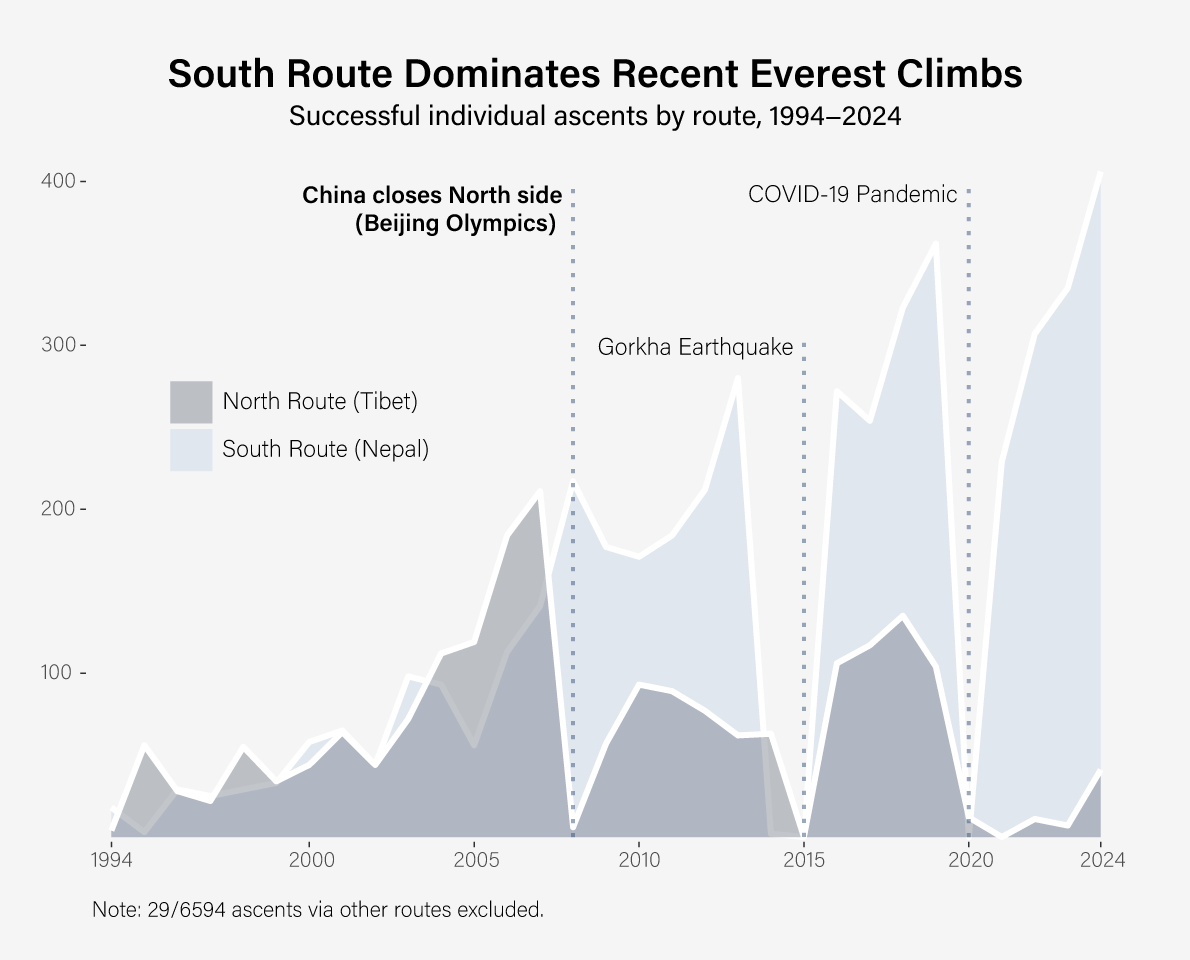 South Route Dominates Recent Everest Climbs
Successful individual ascents by route, 1994–2024
400 -
China closes North side
(Beijing Olympics)
COVID-19 Pandemic
300 -
Gorkha Earthquake
North Route (Tibet)
South Route (Nepal)
200 -
100 -
1994 2000 2005 2010 2015 2020 2024
Note: 29/6594 ascents via other routes excluded.